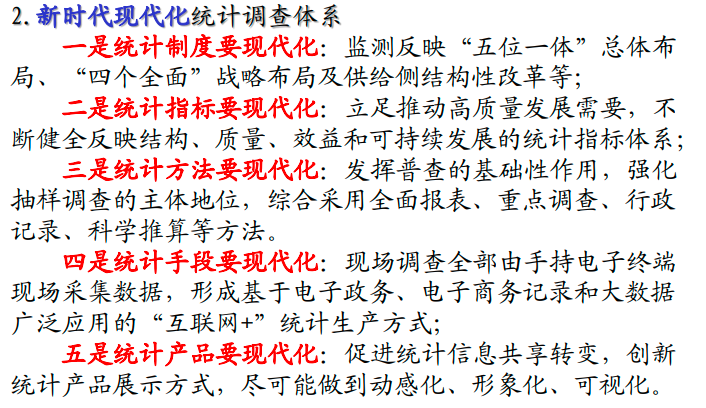 2. 新时代现代化统计调查体系
一是统计制度要现代化：监测反映“五位一体”总体布
局、“四个全面”战略布局及供给侧结构性改革等；
二是统计指标要现代化：立足推动高质量发展需要，不
断健全反映结构、质量、效益和可持续发展的统计指标体系；
三是统计方法要现代化：发挥普查的基础性作用，强化
抽样调查的主体地位，综合采用全面报表、重点调查、行政
记录、科学推算等方法。
四是统计手段要现代化：现场调查全部由手持电子终端
现场采集数据，形成基于电子政务、电子商务记录和大数据
广泛应用的“互联网+”统计生产方式；
五是统计产品要现代化：促进统计信息共享转变，创新
统计产品展示方式，尽可能做到动感化、形象化、可视化。